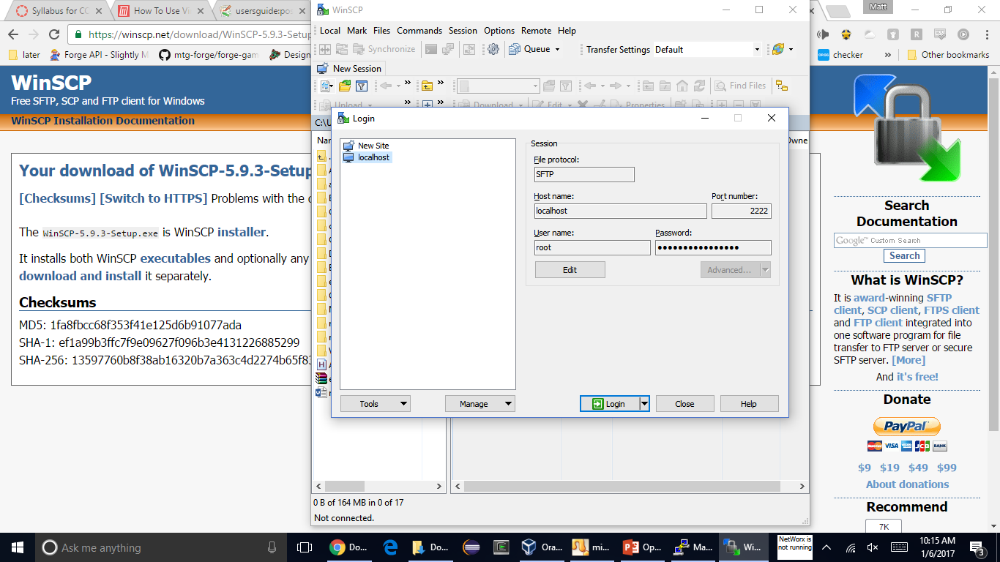 Syllabus for CC
How To Use Vi
usersguide:pos
WinSCP
Matt
https://winscp.net/download/WinSCP-5.9.3-Setup
later
Forge API - Slightly M
mtg-forge/forge-gam
Design
checker
»
Other bookmarks
Local Mark Files Commands Session Options Remote Help
Synchronize
Queue
Transfer Settings Default
New Session
Find Files
Upload
Download
Edit
Properties
C:\U
Owne
WinSCP
Free SFTP, SCP and FTP client for Windows
WinSCP Installation Documentation
Your download of WinSCP-5.9.3-Setup
[Checksums] [Switch to HTTPS] Problems with the d
The WinSCP-5.9.3-Setup.exe is WinSCP installer.
It installs both WinSCP executables and optionally any
download and install it separately.
Checksums
MD5: 1fa8fbcc68f353f41e125d6b91077ada
SHA-1: ef1a99b3ffc7f9e09627f096b3e4131226885299
SHA-256: 13597760b8f38ab16320b7a363c4d2274b65f83
Login
New Site
localhost
Session
File protocol:
SFTP
Host name:
Port number:
localhost
2222
User name:
Password:
root
●●●●●●●●●●●●●●●●
Edit
Advanced...
Tools
Manage
Login
Close
Help
0 B of 164 MB in 0 of 17
Not connected.
Search
Documentation
Google™ Custom Search
Search
What is WinSCP?
It is award-winning SFTP
client, SCP client, FTPS client
and FTP client integrated into
one software program for file
transfer to FTP server or secure
SFTP server. [More]
And it's free!
Donate
PayPal
VISA
JCB
BANK
$9 $19 $49 $99
About donations
Recommend
7K
Ask me anything
Do...
Do...
Ora...
mi...
Op...
Ma...
Wi...
NetWorx is
not running
10:15 AM
1/6/2017
3